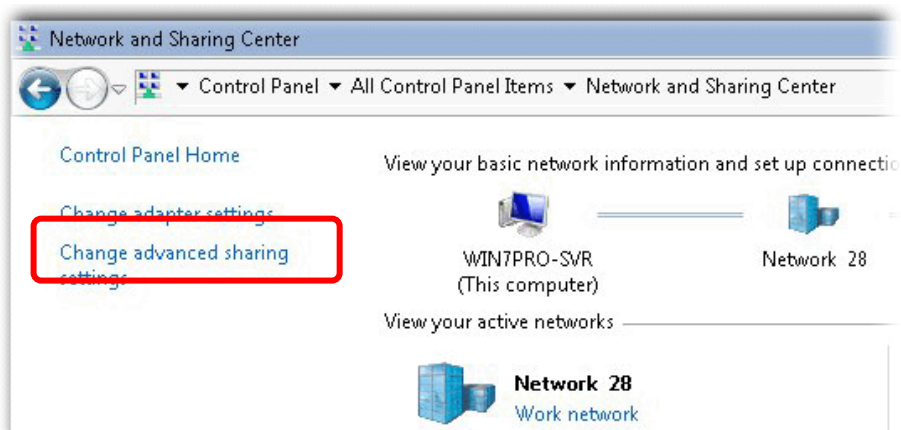 Network and Sharing Center
Control Panel All Control Panel Items Network and Sharing Center
Control Panel Home
View your basic network information and set up
Change adapter settings
Change advanced sharing
settings
WIN7PRO-SVR
(This computer)
Network 28
View your active networks
Network 28
Work network